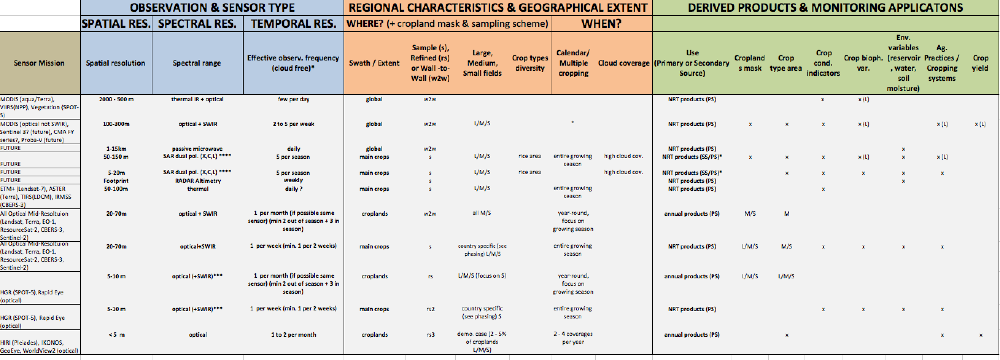 OBSERVATION & SENSOR TYPE REGIONAL CHARACTERISTICS & GEOGRAPHICAL EXTENT DERIVED PRODUCTS & MONITORING APPLICATONS
SPATIAL RES. SPECTRAL RES. TEMPORAL RES. WHERE? (+ cropland mask & sampling scheme) WHEN?
Sensor Mission
Spatial resolution
Spectral range
Effective observ. frequency
(cloud free)*
Swath / Extent
Sample (s),
Refined (rs)
or Wall -to-
Wall (w2w)
Large,
Medium,
Small fields
Crop types
diversity
Calendar/
Multiple
cropping
Cloud coverage
Use
(Primary or Secondary
Source)
Cropland
s mask
Crop
type area
Crop
cond.
indicators
Crop bioph.
var.
Env.
variables
(reservoir
, water,
soil
moisture)
Ag.
Practices /
Cropping
systems
Crop
yield
MODIS (aqua/Terra),
VIIRS(NPP), Vegetation (SPOT-
5)
2000 - 500 m thermal IR + optical few per day global w2w NRT products (PS) x x (L)
MODIS (optical not SWIR),
Sentinel 3? (future), CMA FY
series?, Proba-V (future)
100-300m optical + SWIR 2 to 5 per week global w2w L/M/S * NRT products (PS) x x x x (L) x (L) x (L)
FUTURE 1-15km passive microwave daily global w2w NRT products (PS) x
FUTURE
50-150 m SAR dual pol. (X,C,L) **** 5 per season main crops s L/M/S rice area entire growing
season
high cloud cov. NRT products (SS/PS)* x x x x (L) x x (L)
FUTURE 5-20m SAR dual pol. (X,C,L) **** 5 per season main crops s L/M/S rice area high cloud cov. NRT products (SS/PS)* x x x x x
FUTURE Footprint RADAR Altimetry weekly s NRT products (PS) x
ETM+ (Landsat-7), ASTER
(Terra), TIRS(LDCM), IRMSS
(CBERS-3)
50-100m thermal daily ? main crops s L/M/S entire growing
season
NRT products (PS) x
All Optical Mid-Resoltuion
(Landsat, Terra, EO-1,
ResourceSat-2, CBERS-3,
Sentinel-2)
20-70m optical + SWIR 1 per month (if possible same
sensor) (min 2 out of season + 3 in
season)
croplands w2w all M/S year-round,
focus on
growing season
annual products (PS) M/S M
All Optical Mid-Resoltuion
(Landsat, Terra, EO-1,
ResourceSat-2, CBERS-3,
Sentinel-2)
20-70m optical+SWIR 1 per week (min. 1 per 2 weeks) main crops s country specific (see
phasing) L/M/S
entire growing
season
NRT products (PS) L/M/S M/S x x x x
HGR (SPOT-5),Rapid Eye
(optical)
5-10 m optical (+SWIR)*** 1 per month (if possible same
sensor) (min 2 out of season + 3 in
season)
croplands rs L/M/S (focus on S) year-round,
focus on
growing season
annual products (PS) L/M/S L/M/S
HGR (SPOT-5), Rapid Eye
(optical)
5-10 m optical (+SWIR)*** 1 per week (min. 1 per 2 weeks) main crops rs2 country specific
(see phasing) S
entire growing
season
NRT products (PS) x x x x
HIRI (Pleiades), IKONOS,
GeoEye, WorldView2 (optical)
< 5 m optical 1 to 2 per month croplands rs3 demo. case (2 - 5%
of croplands
L/M/S)
2 - 4 coverages
per year
annual products (PS) x x x